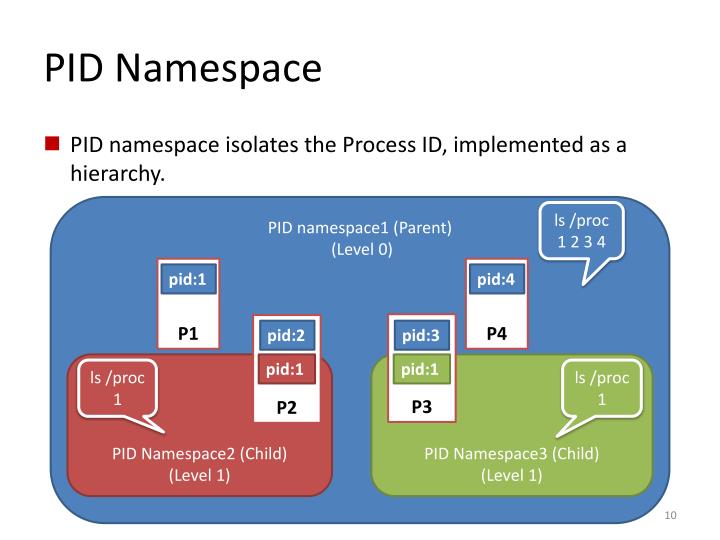 PID Namespace
PID namespace isolates the Process ID, implemented as a
hierarchy.
PID namespace1 (Parent)
(Level 0)
ls /proc
1 2 3 4
pid:1
P1
pid:4
P4
pid:2
pid:1
P2
pid:3
pid:1
P3
ls /proc
1
ls /proc
1
PID Namespace2 (Child)
(Level 1)
PID Namespace3 (Child)
(Level 1)
10